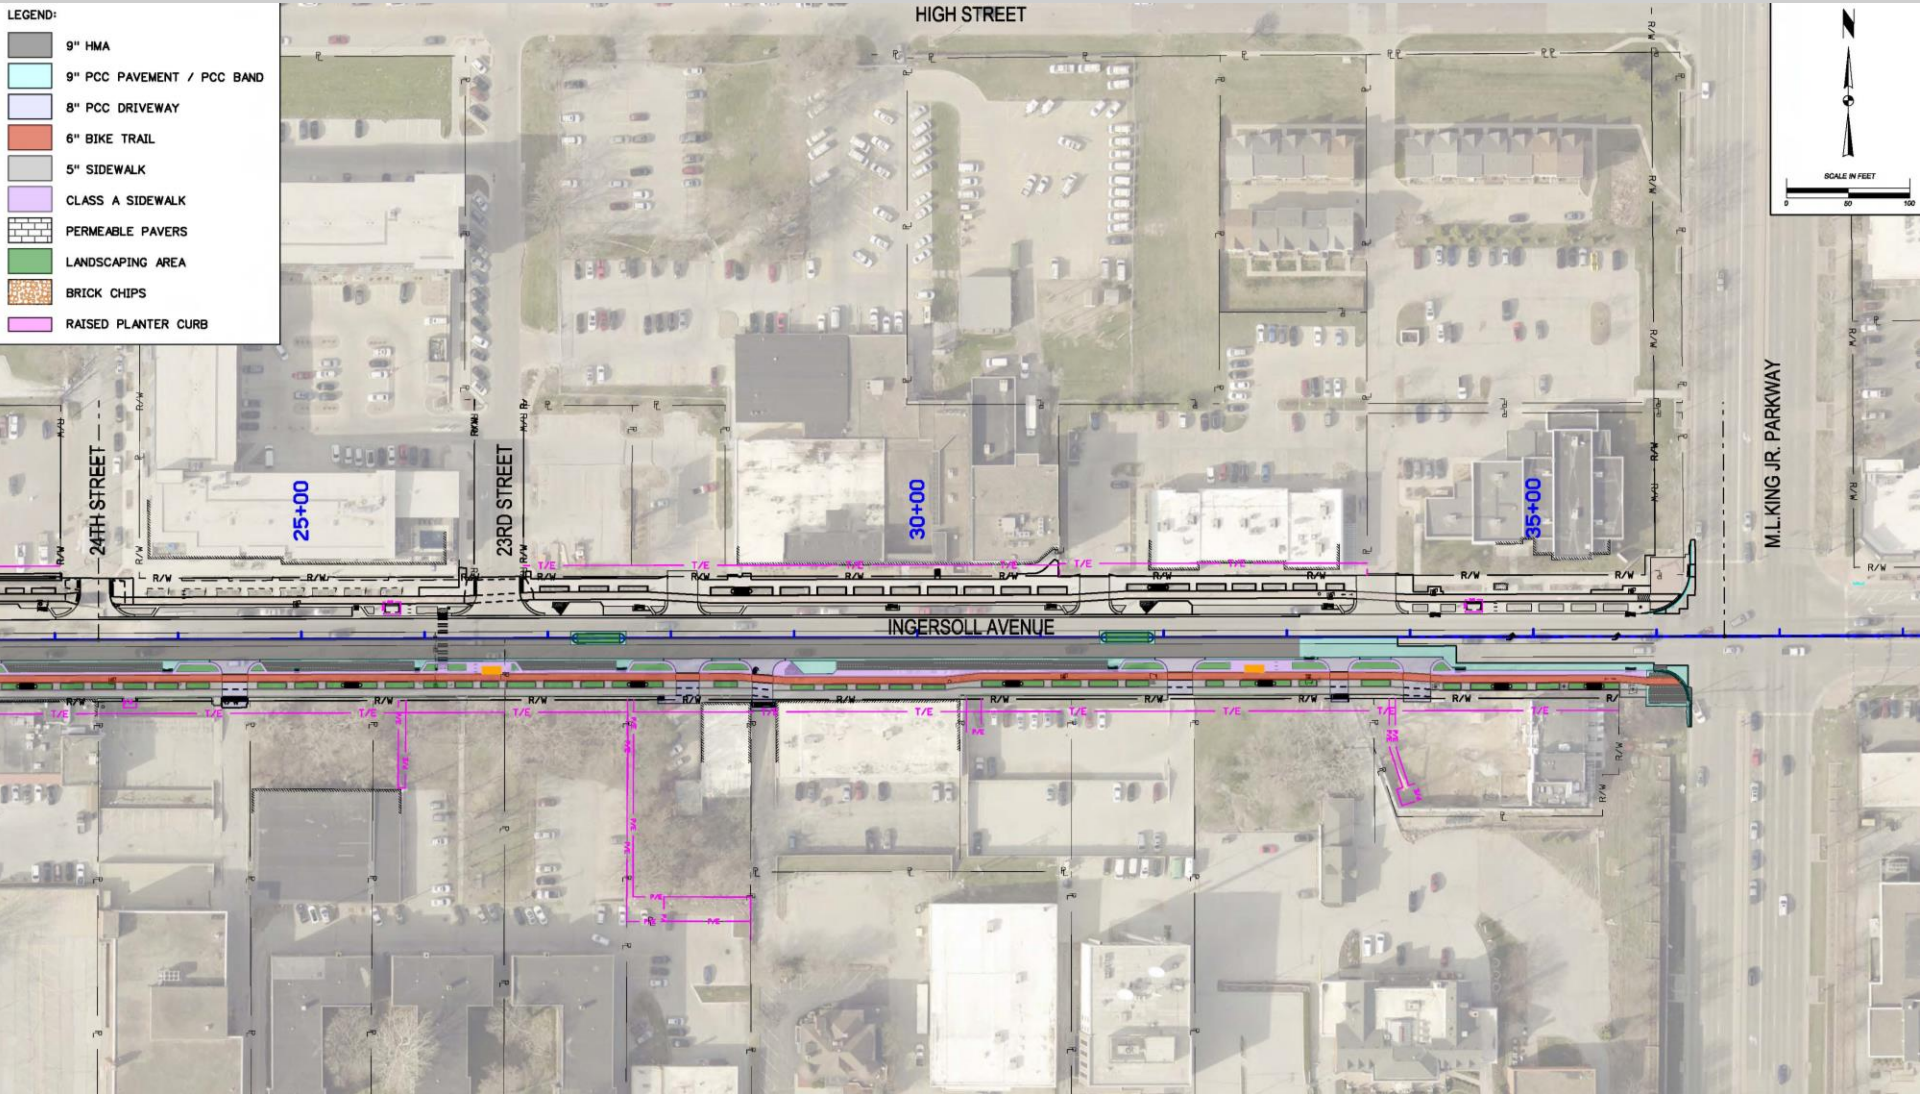 LEGEND:
9" HMA
9" PCC PAVEMENT / PCC BAND
8" PCC DRIVEWAY
6" BIKE TRAIL
5" SIDEWALK
CLASS A SIDEWALK
PERMEABLE PAVERS
LANDSCAPING AREA
BRICK CHIPS
RAISED PLANTER CURB
HIGH STREET
N
SCALE IN FEET
0 50 100
24TH STREET
25+00
23RD STREET
30+00
35+00
M.L.KING JR. PARKWAY
INGERSOLL AVENUE
R/W
R/W
R/W
R/W
R/W
R/W
R/W
R/W
R/W
R/W
T/E
T/E
T/E
T/E
T/E
R/W
R/W
R/W
R/W
R/W
R/W
R/W
T/E
T/E
T/E
T/E
T/E
T/E
T/E
T/E
T/E